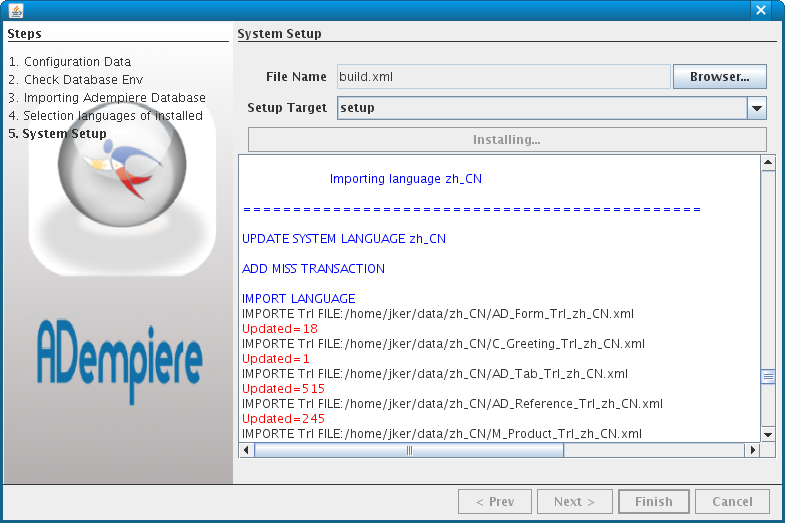 Steps
1. Configuration Data
2. Check Database Env
3. Importing Adempiere Database
4. Selection languages of installed
5. System Setup
ADempiere
System Setup
File Name build.xml Browser...
Setup Target setup
Installing...
Importing language zh_CN
==============================================
UPDATE SYSTEM LANGUAGE zh_CN
ADD MISS TRANSACTION
IMPORT LANGUAGE
IMPORTE Trl FILE:/home/jker/data/zh_CN/AD_Form_Trl_zh_CN.xml
Updated=18
IMPORTE Trl FILE:/home/jker/data/zh_CN/C_Greeting_Trl_zh_CN.xml
Updated=1
IMPORTE Trl FILE:/home/jker/data/zh_CN/AD_Tab_Trl_zh_CN.xml
Updated=515
IMPORTE Trl FILE:/home/jker/data/zh_CN/AD_Reference_Trl_zh_CN.xml
Updated=245
IMPORTE Trl FILE:/home/jker/data/zh_CN/M_Product_Trl_zh_CN.xml
< Prev Next > Finish Cancel